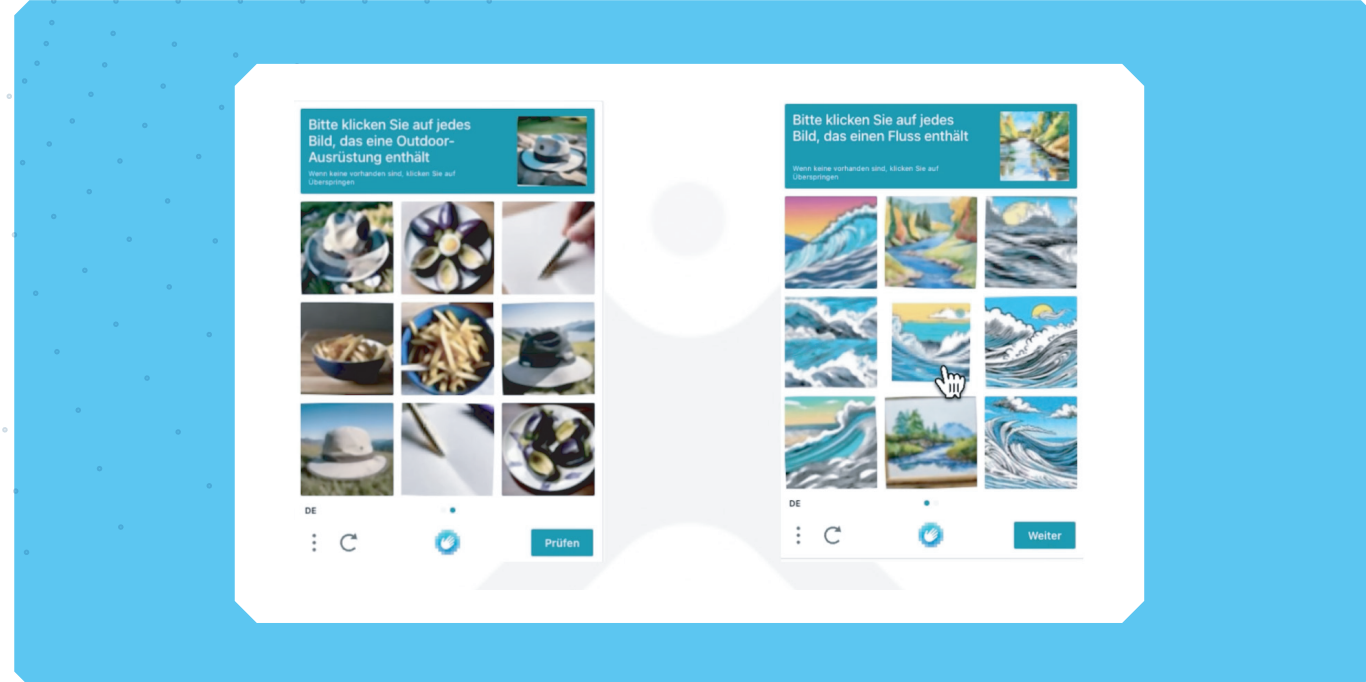 Bitte klicken Sie auf jedes
Bild, das eine Outdoor-
Ausrüstung enthält
Wenn keine vorhanden sind, klicken Sie auf
Überspringen
DE
Prüfen
Bitte klicken Sie auf jedes
Bild, das einen Fluss enthält
Wenn keine vorhanden sind, klicken Sie auf
Überspringen
DE
Weiter